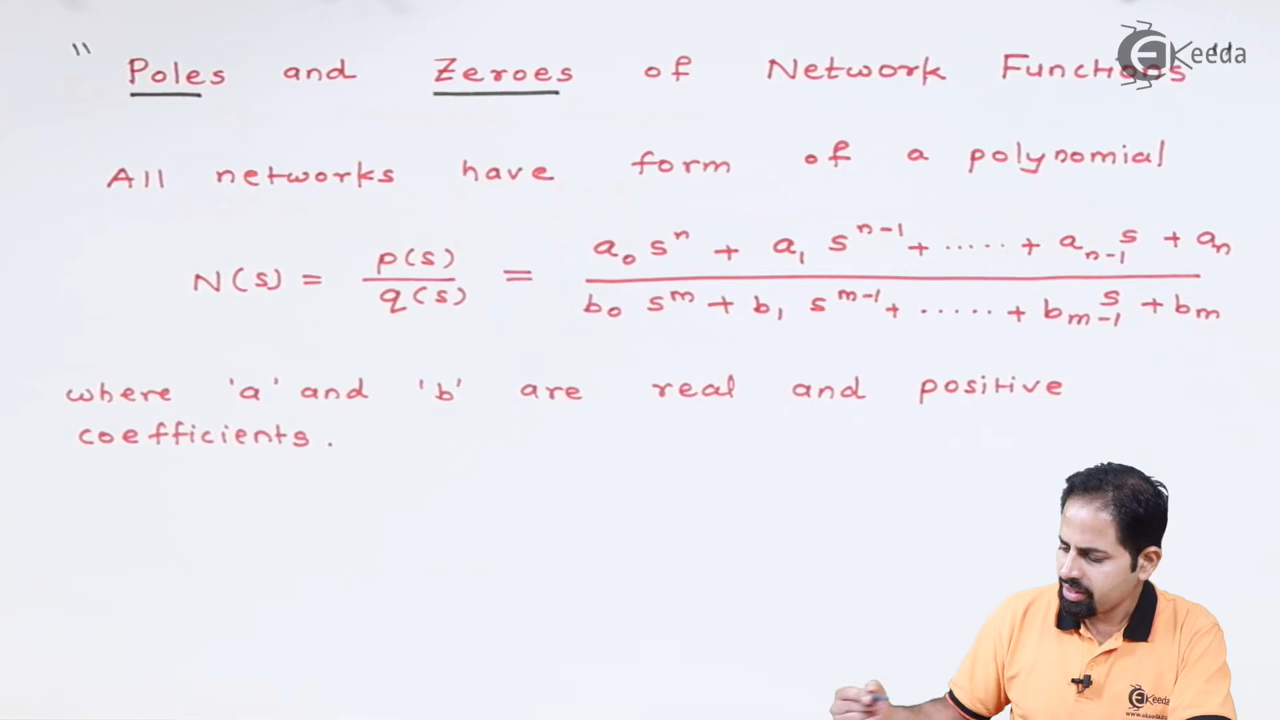 " Poles and Zeroes of Network Functions "
EKeeda
All networks have form of a polynomial
N(s) = p(s)/q(s) = (a₀ sⁿ + a₁ sⁿ⁻¹ + ..... + aₙ₋₁ s + aₙ)/(b₀ sᵐ + b₁ sᵐ⁻¹ + ..... + bₘ₋₁ s + bₘ)
where 'a' and 'b' are real and positive
coefficients.
EKeeda